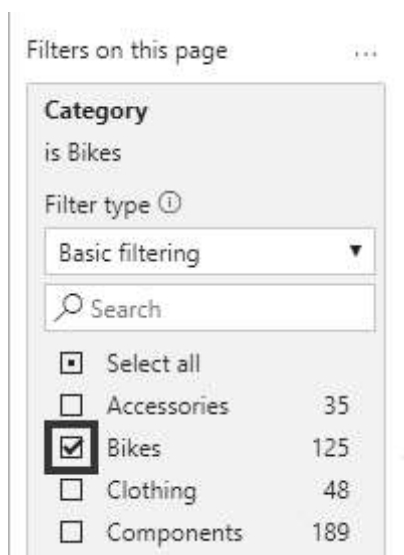 Filters on this page ...
Category
is Bikes
Filter type ⓘ
Basic filtering
Search
Select all
Accessories 35
Bikes 125
Clothing 48
Components 189